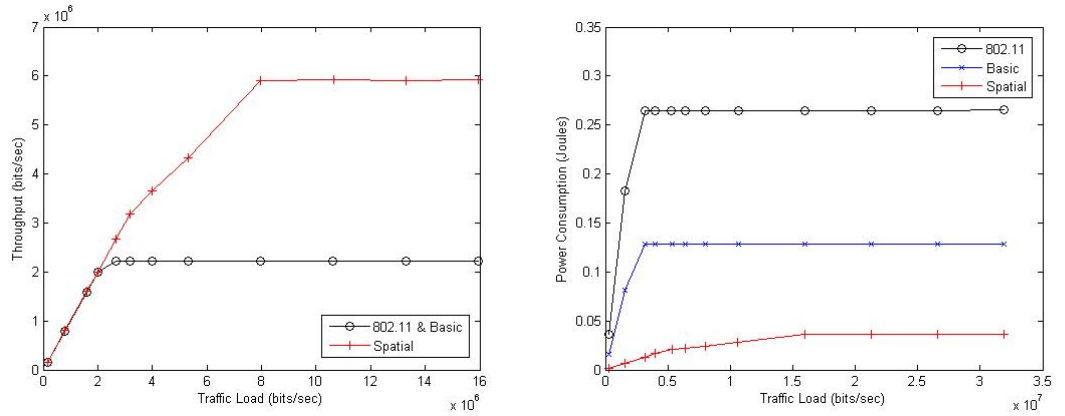 x 10^6
7
6
5
4
3
2
1
0
Throughput (bits/sec)
802.11 & Basic
Spatial
0 2 4 6 8 10 12 14 16
Traffic Load (bits/sec)
x 10^6
0.35
0.3
0.25
0.2
0.15
0.1
0.05
0
Power Consumption (Joules)
802.11
Basic
Spatial
0 0.5 1 1.5 2 2.5 3 3.5
Traffic Load (bits/sec)
x 10^7